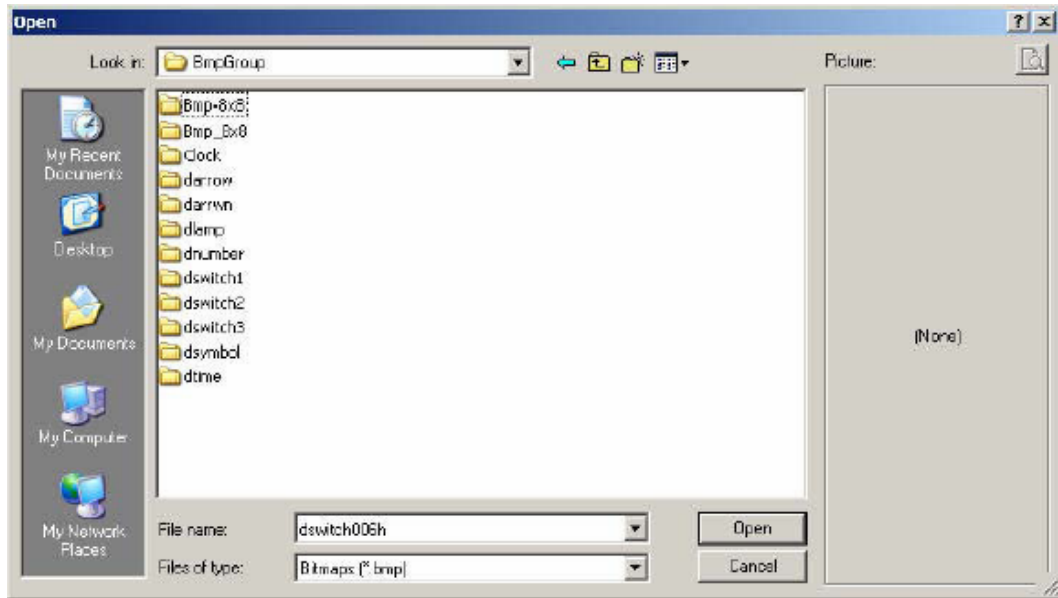 Open
Look in: BmpGroup
Picture:
My Recent
Documents
Desktop
My Documents
My Computer
My Network
Places
Bmp-8x8
Bmp_8x8
Clock
darrow
darrwn
dlamp
dnumber
dswitch1
dswitch2
dswitch3
dsymbol
dtime
(None)
File name: dswitch006h Open
Files of type: Bitmaps (*.bmp) Cancel